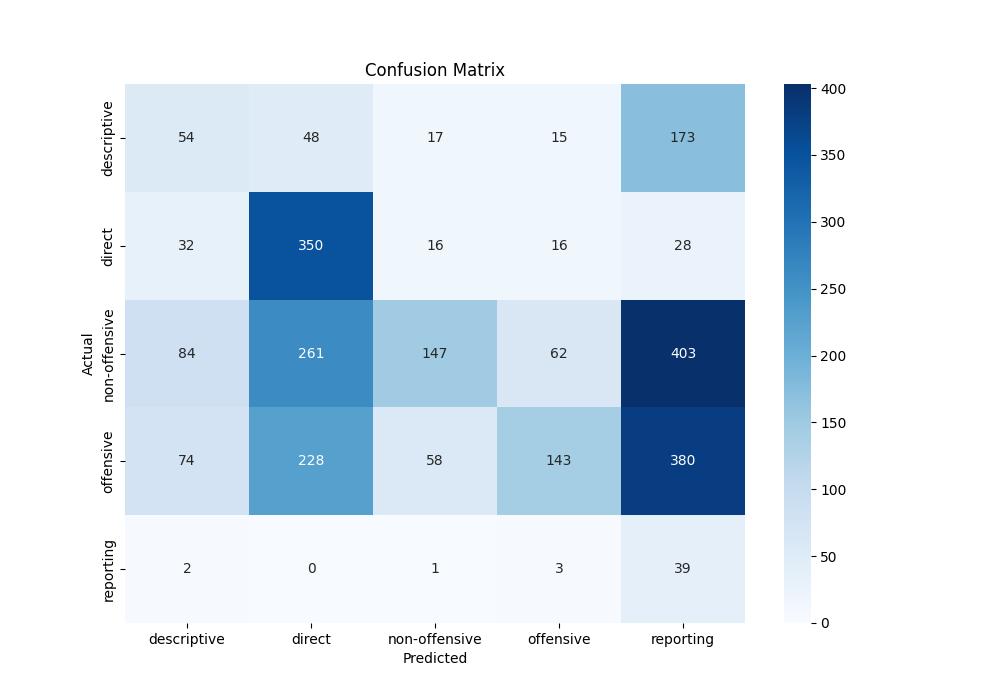 Confusion Matrix
Actual
descriptive 54 48 17 15 173
direct 32 350 16 16 28
non-offensive 84 261 147 62 403
offensive 74 228 58 143 380
reporting 2 0 1 3 39
descriptive direct non-offensive offensive reporting
Predicted
400
350
300
250
200
150
100
50
0